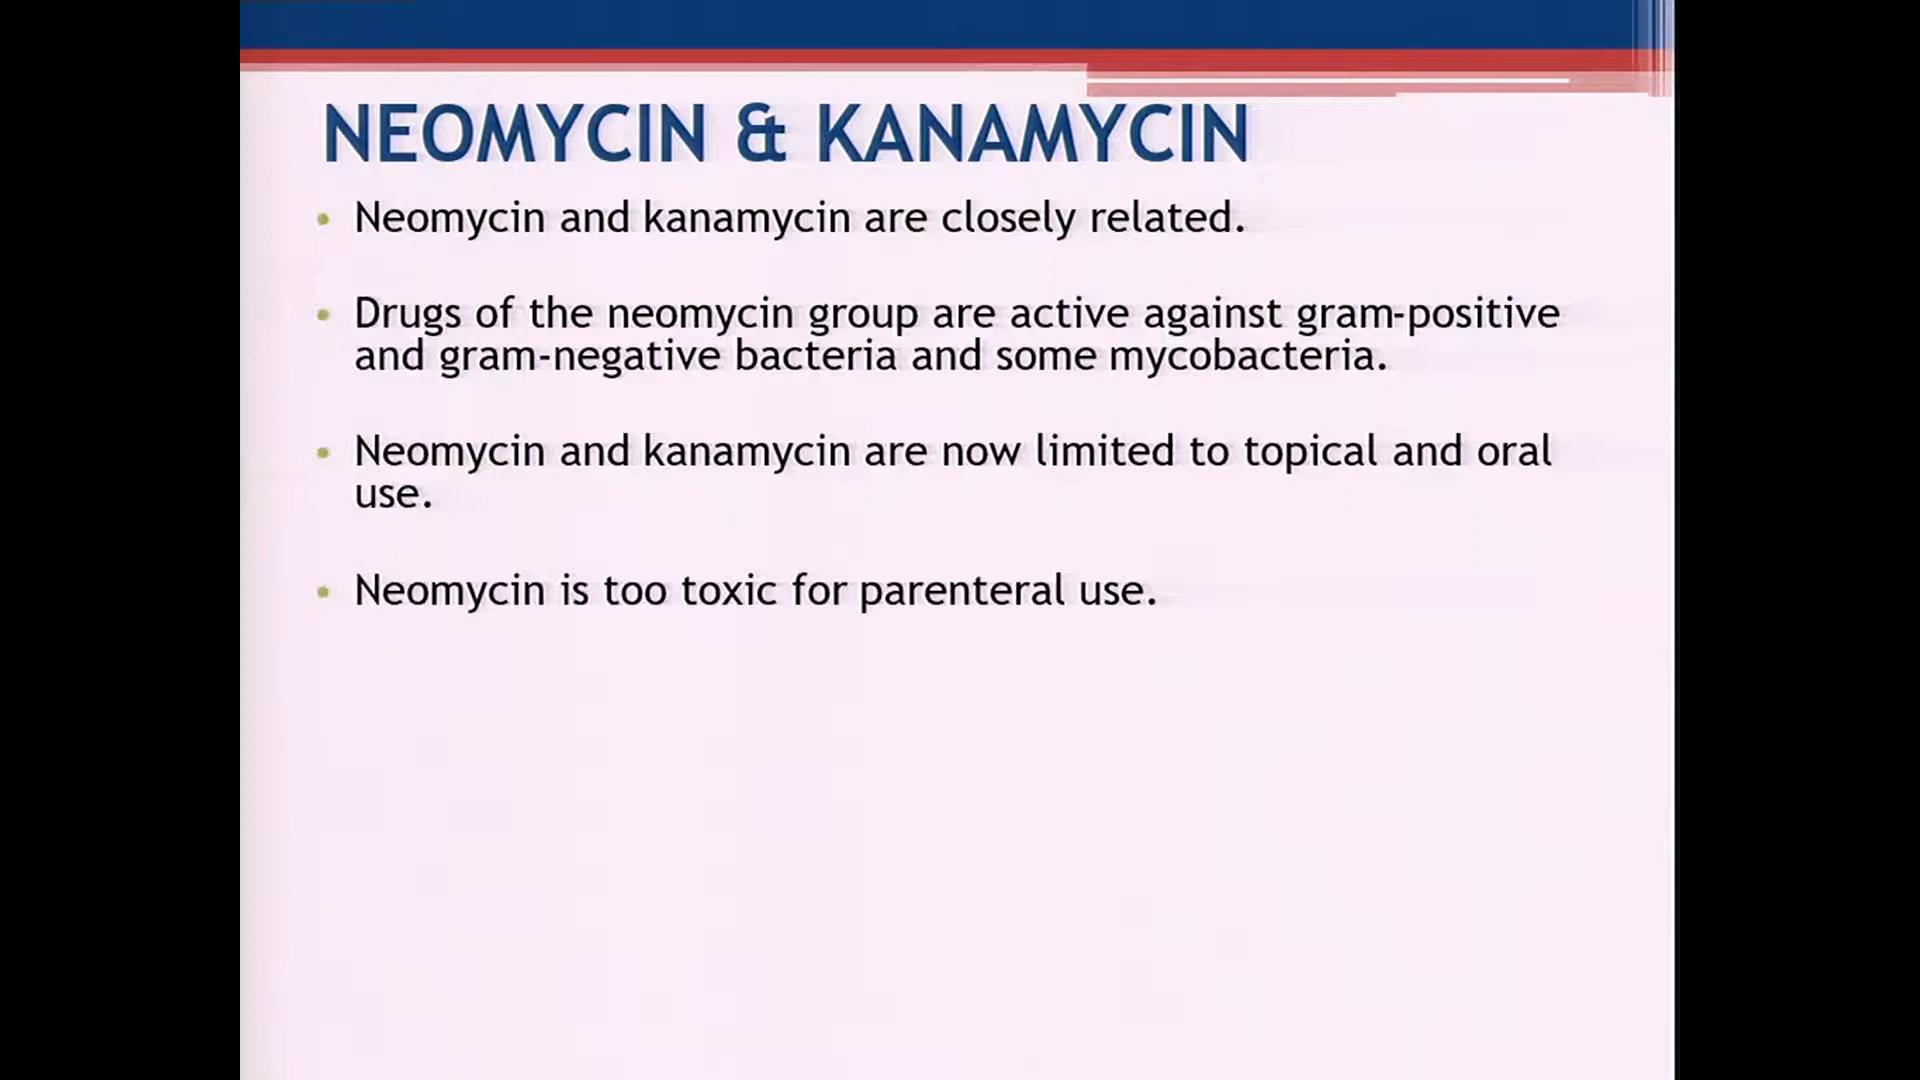 NEOMYCIN & KANAMYCIN
• Neomycin and kanamycin are closely related.
• Drugs of the neomycin group are active against gram-positive
and gram-negative bacteria and some mycobacteria.
• Neomycin and kanamycin are now limited to topical and oral
use.
• Neomycin is too toxic for parenteral use.